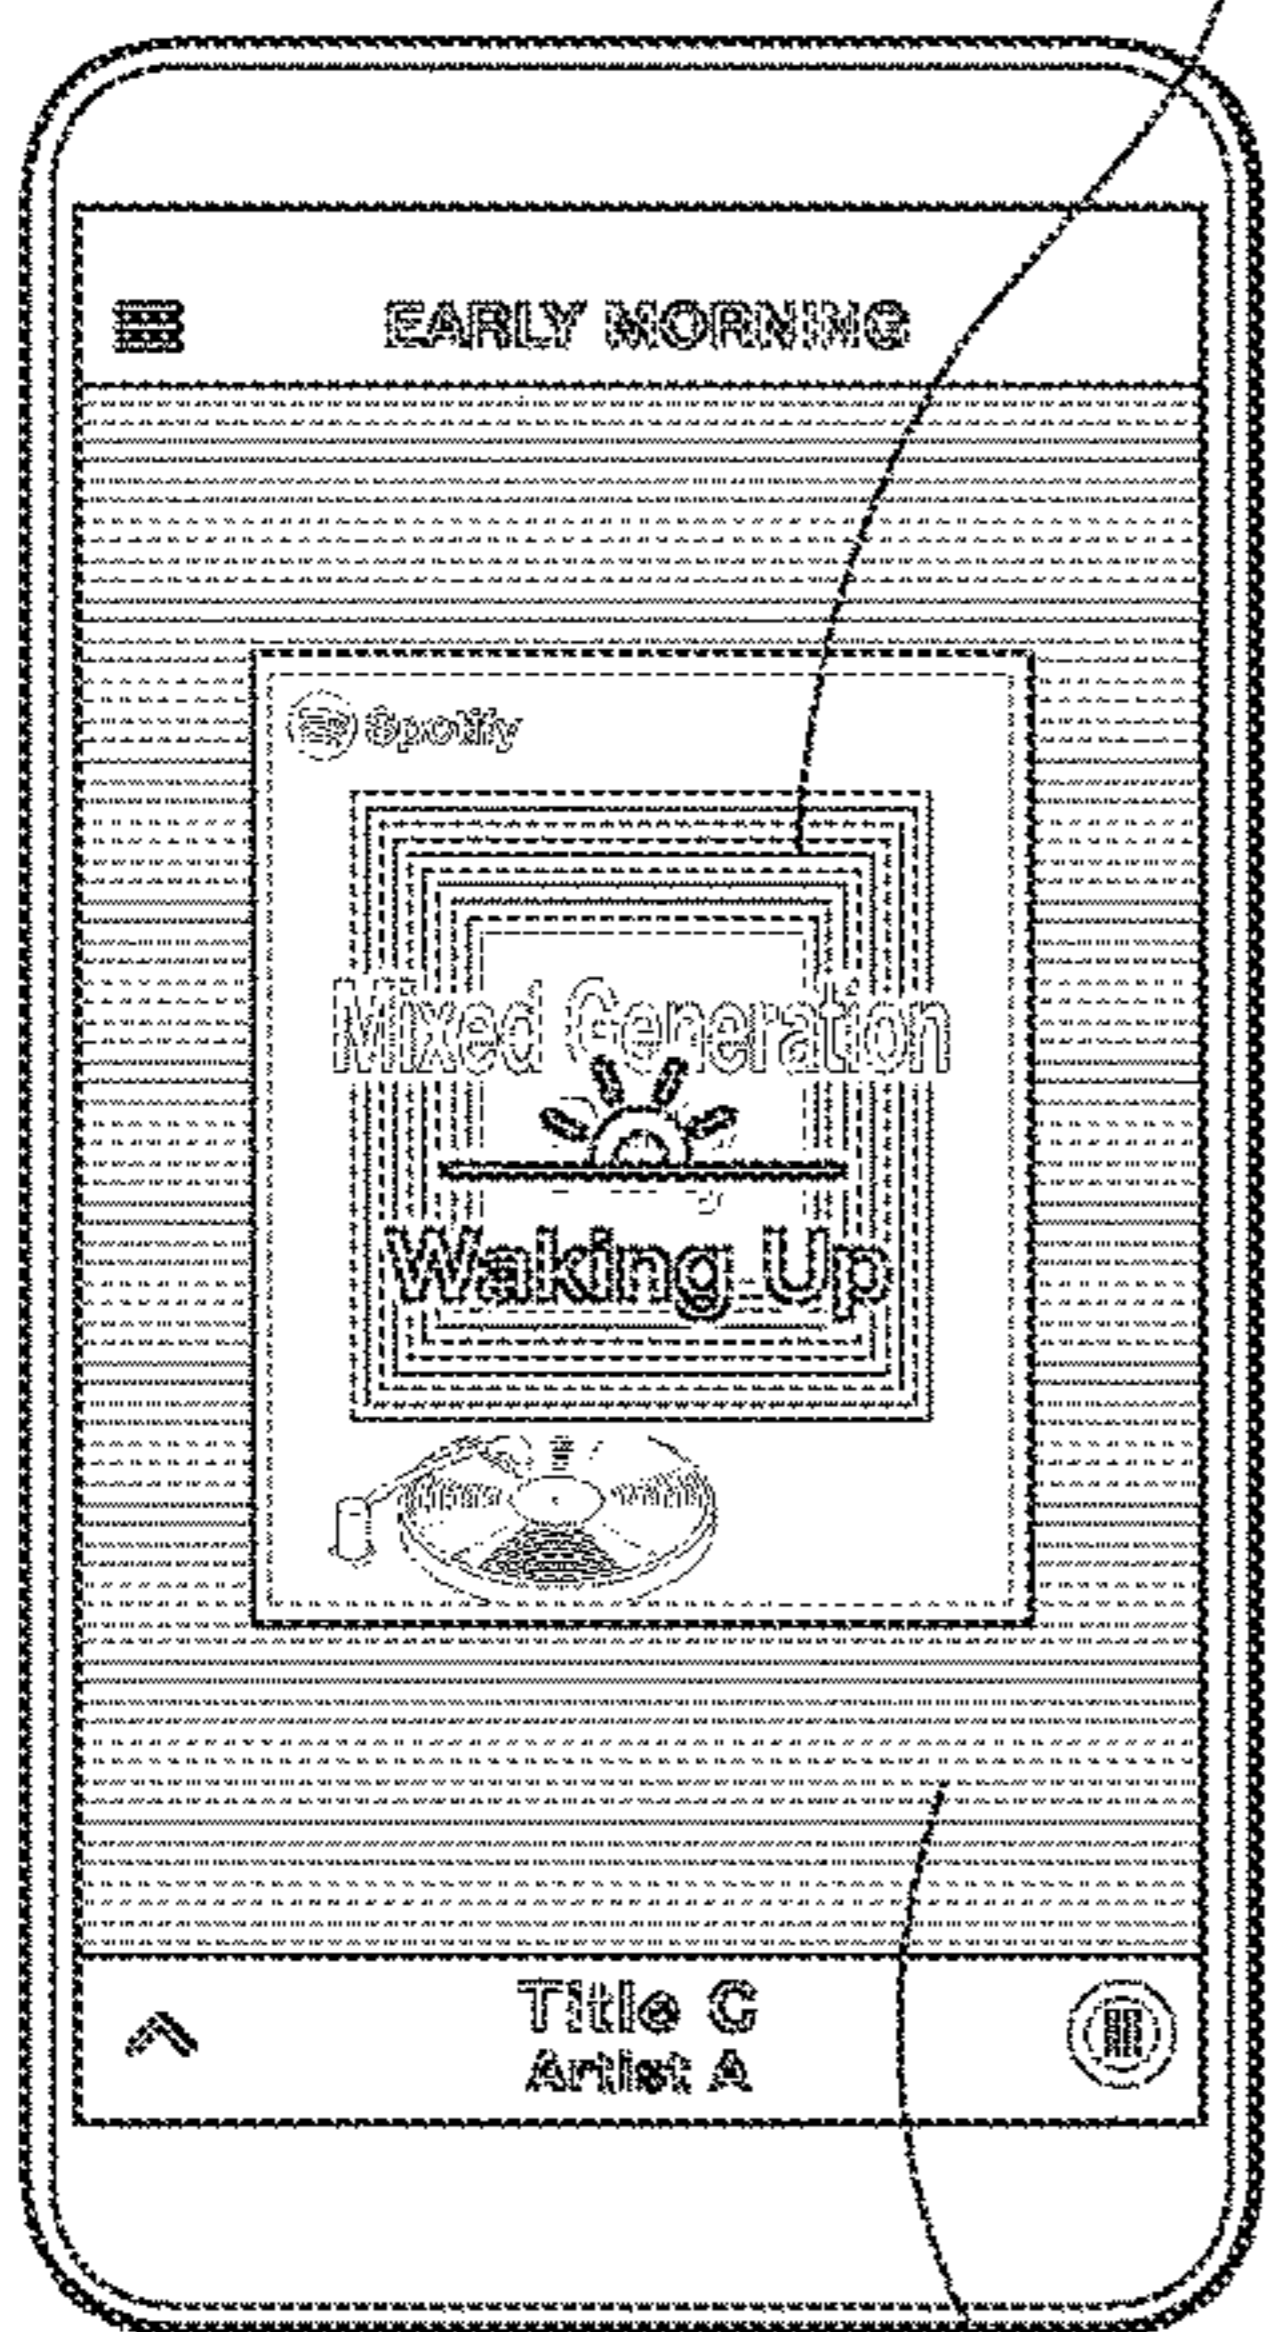 EARLY MORNING
Spotify
Mixed Generation
Waking Up
Title C
Artist A